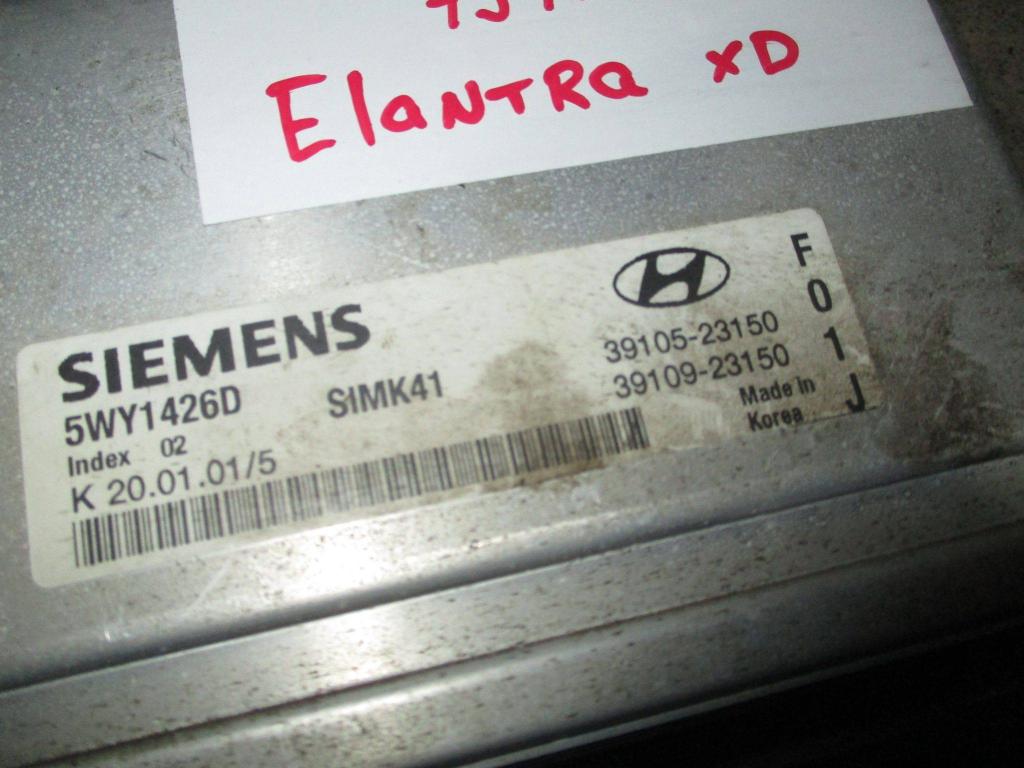 Elantra XD
SIEMENS
5WY1426D SIMK41
Index 02
K 20.01.01/5
39105-23150
39109-23150
Made in
Korea
F
0
1
J